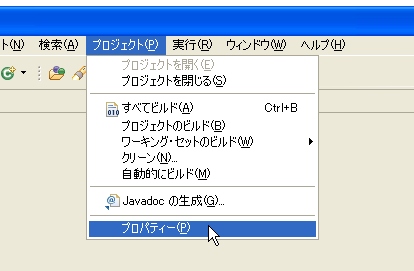 ト(N) 検索(A) プロジェクト(P) 実行(R) ウィンドウ(W) ヘルプ(H)
プロジェクトを開く(E)
プロジェクトを閉じる(S)
すべてビルド(A) Ctrl+B
プロジェクトのビルド(B)
ワーキング・セットのビルド(W)
クリーン(N)...
自動的にビルド(M)
Javadoc の生成(G)...
プロパティー(P)